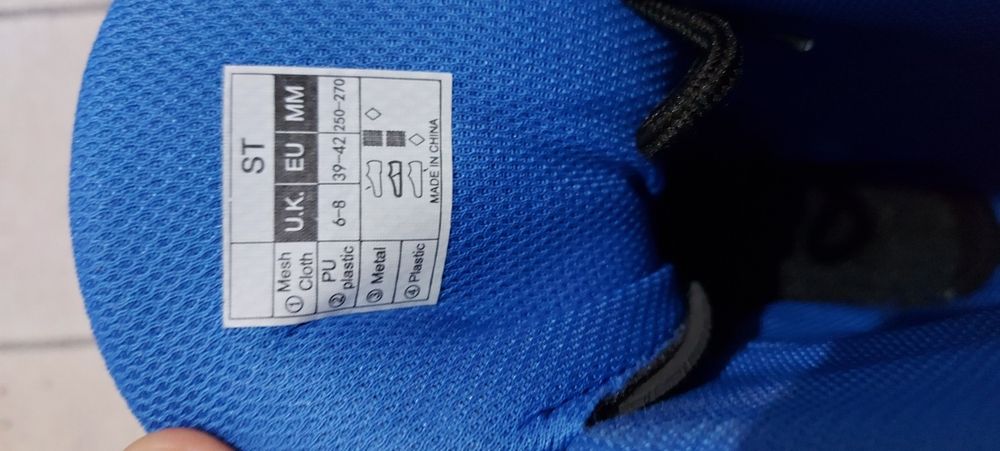 ST
U.K. EU MM
6-8 39-42 250-270
① Mesh
Cloth
② PU
plastic
③ Metal
④ Plastic
MADE IN CHINA